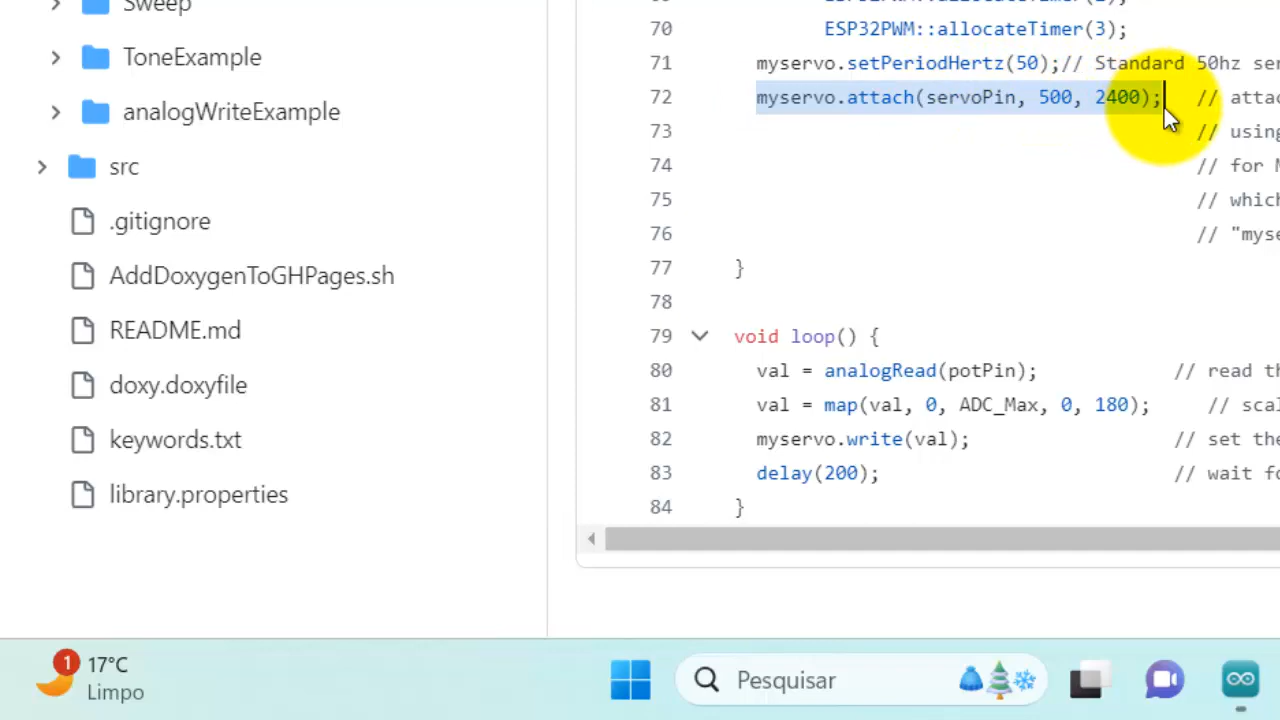 Sweep
ToneExample
analogWriteExample
src
.gitignore
AddDoxygenToGHPages.sh
README.md
doxy.doxyfile
keywords.txt
library.properties
70 ESP32PWM::allocateTimer(3);
71 myservo.setPeriodHertz(50);// Standard 50hz ser
72 myservo.attach(servoPin, 500, 2400); // attac
73 // using
74 // for M
75 // which
76 // "myse
77 }
78
79 void loop() {
80 val = analogRead(potPin); // read th
81 val = map(val, 0, ADC_Max, 0, 180); // scal
82 myservo.write(val); // set the
83 delay(200); // wait fo
84 }
1
17°C
Limpo
Pesquisar